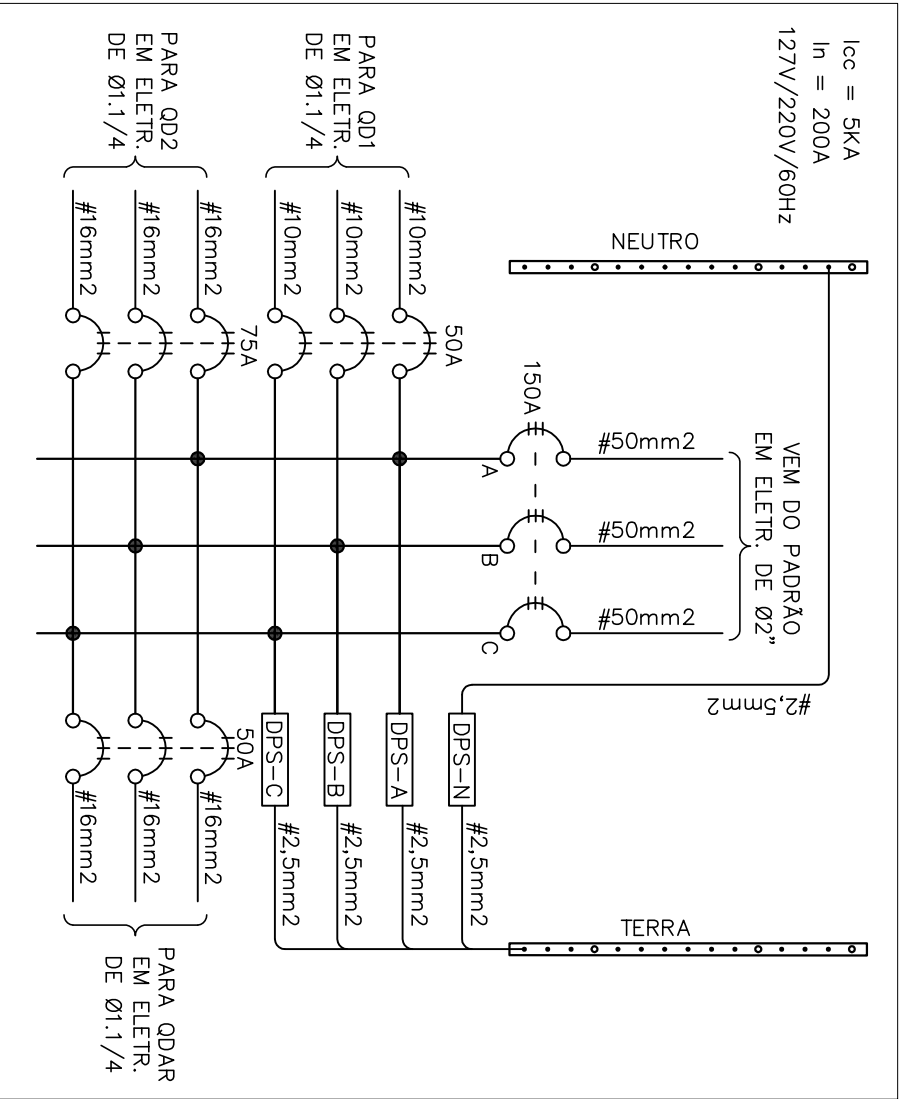 Icc = 5KA
In = 200A
127V/220V/60Hz
NEUTRO
TERRA
VEM DO PADRÃO
EM ELETR. DE Ø2"
#50mm2
#50mm2
#50mm2
150A
A
B
C
#2,5mm2
DPS-N
#2,5mm2
DPS-A
#2,5mm2
DPS-B
#2,5mm2
DPS-C
#2,5mm2
PARA QD1
EM ELETR.
DE Ø1.1/4
#10mm2
#10mm2
#10mm2
50A
PARA QD2
EM ELETR.
DE Ø1.1/4
#16mm2
#16mm2
#16mm2
75A
50A
#16mm2
#16mm2
#16mm2
PARA QDAR
EM ELETR.
DE Ø1.1/4